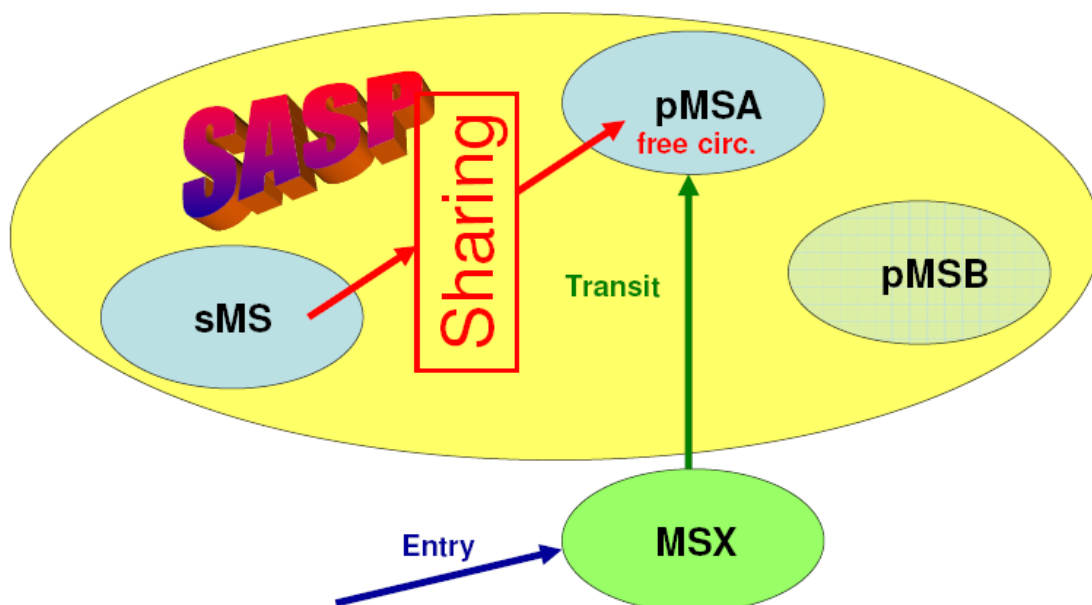 SASP
Sharing
pMSA
free circ.
sMS
Transit
pMSB
Entry
MSX